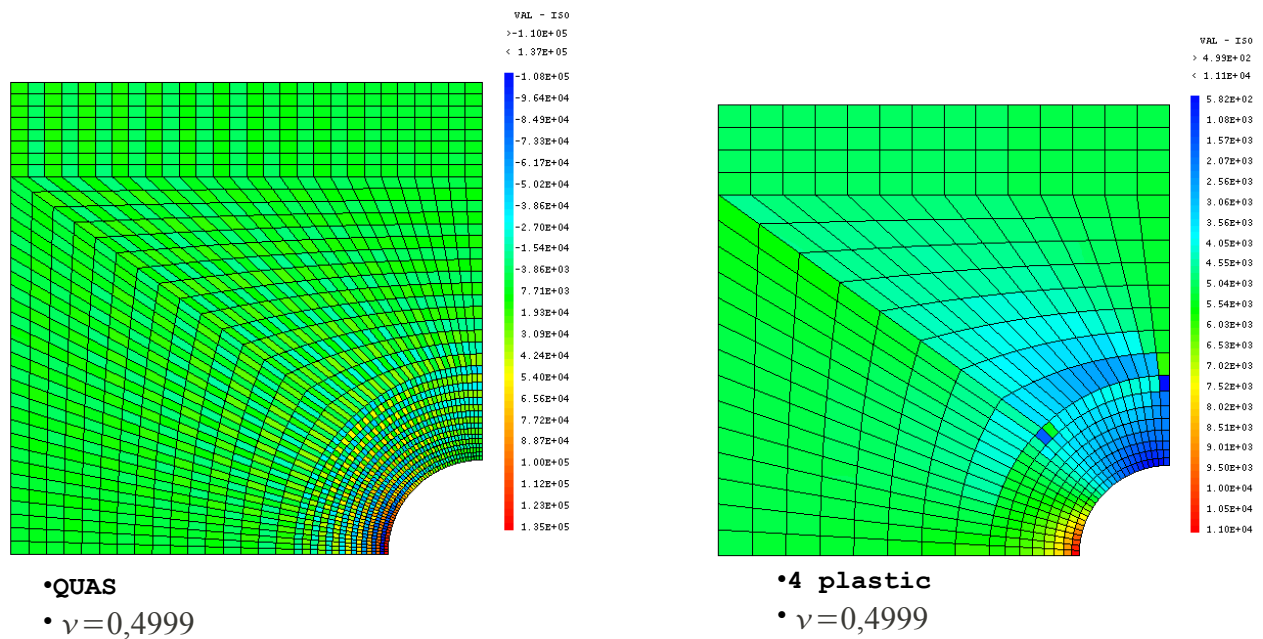 VAL - ISO
>-1.10E+05
< 1.37E+05
-1.08E+05
-9.64E+04
-8.49E+04
-7.33E+04
-6.17E+04
-5.02E+04
-3.86E+04
-2.70E+04
-1.54E+04
-3.86E+03
7.71E+03
1.93E+04
3.09E+04
4.24E+04
5.40E+04
6.56E+04
7.72E+04
8.87E+04
1.00E+05
1.12E+05
1.23E+05
1.35E+05
•QUAS
• ν=0,4999
VAL - ISO
> 4.99E+02
< 1.11E+04
5.82E+02
1.08E+03
1.57E+03
2.07E+03
2.56E+03
3.06E+03
3.56E+03
4.05E+03
4.55E+03
5.04E+03
5.54E+03
6.03E+03
6.53E+03
7.02E+03
7.52E+03
8.02E+03
8.51E+03
9.01E+03
9.50E+03
1.00E+04
1.05E+04
1.10E+04
•4 plastic
• ν=0,4999